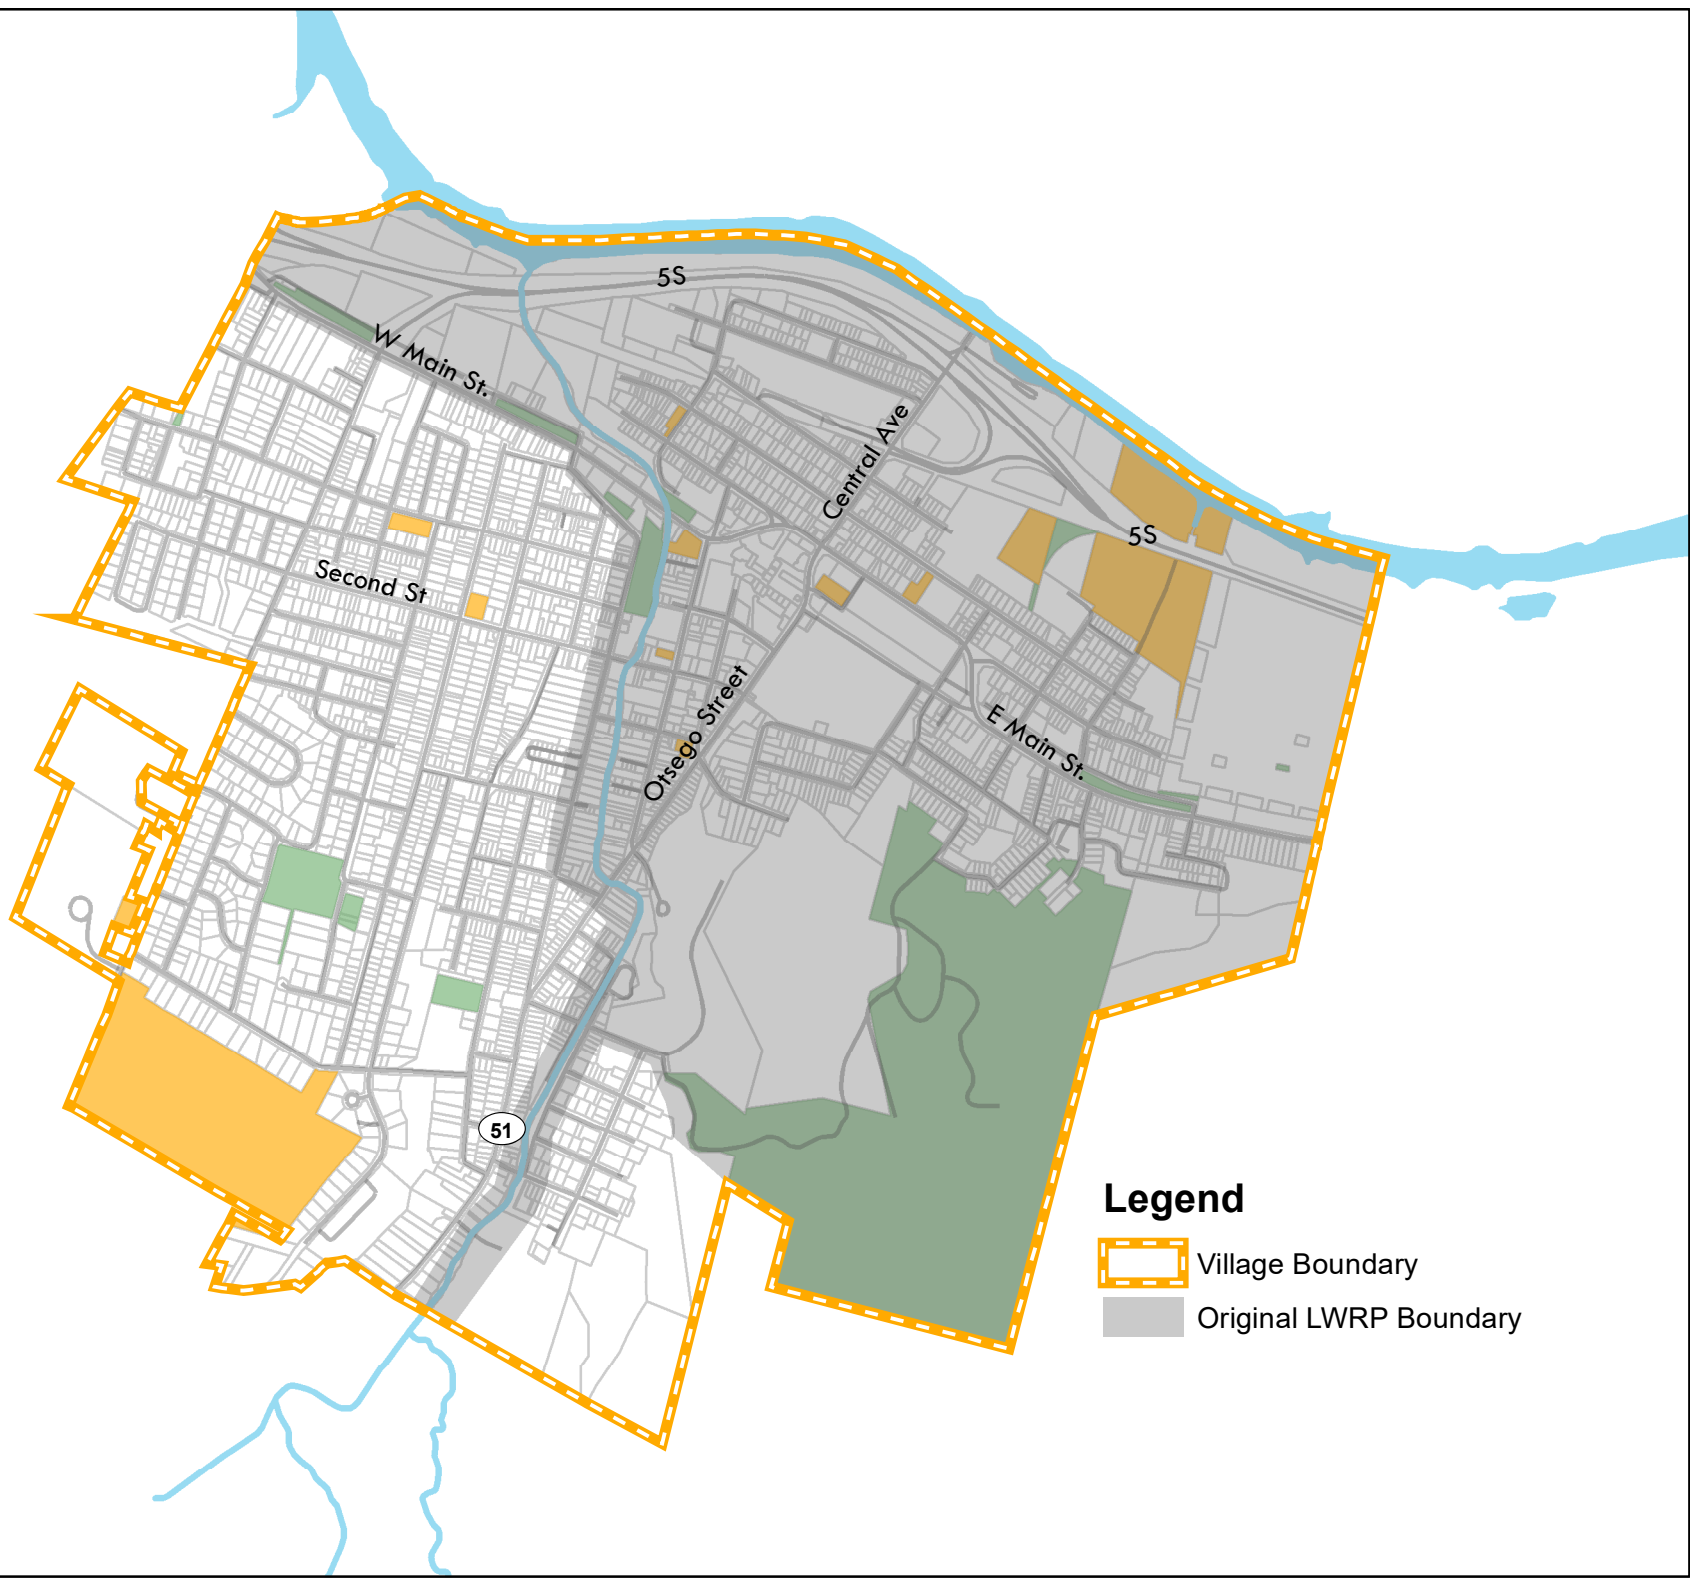 5S
W Main St.
Central Ave
5S
Second St
Otsego Street
E Main St.
51
Legend
Village Boundary
Original LWRP Boundary